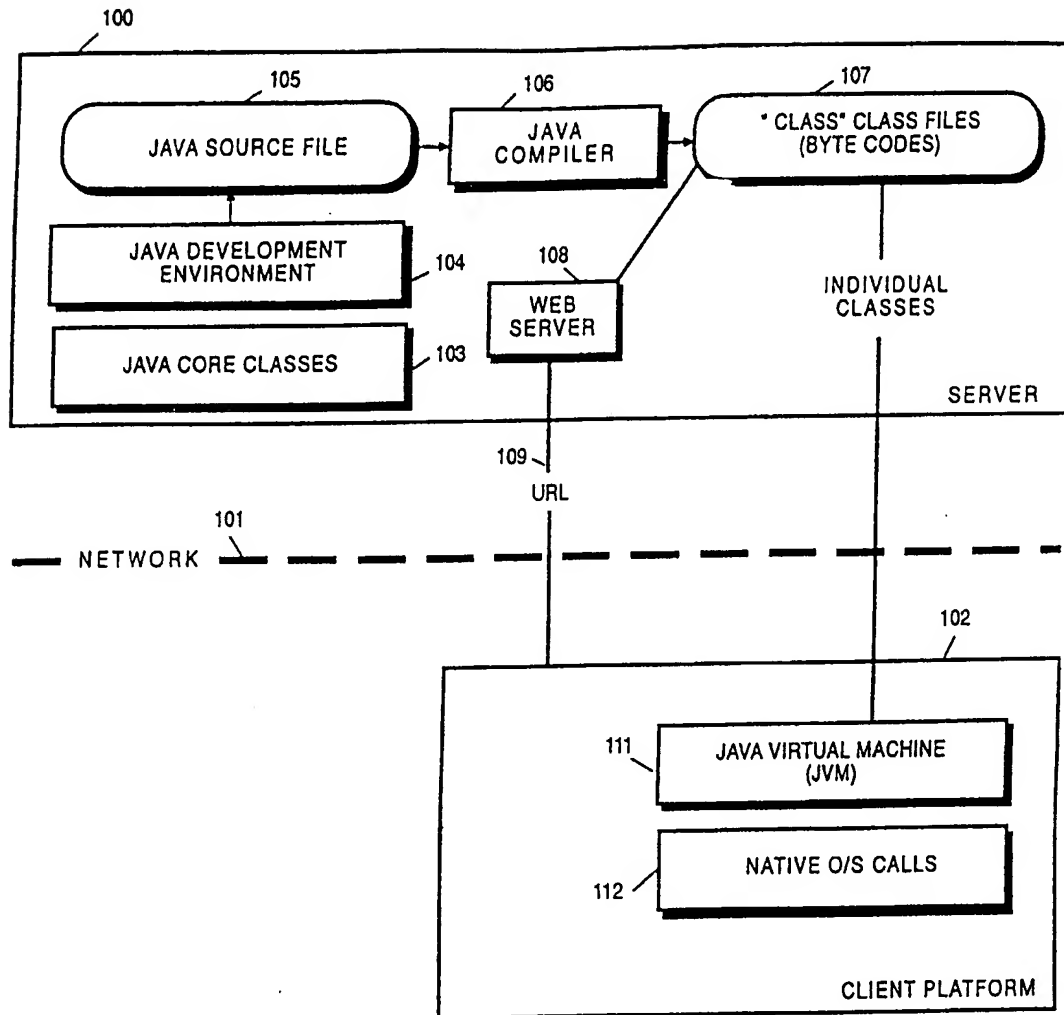 100
105
106
107
JAVA SOURCE FILE
JAVA
COMPILER
" CLASS" CLASS FILES
(BYTE CODES)
JAVA DEVELOPMENT
ENVIRONMENT
104
108
WEB
SERVER
INDIVIDUAL
CLASSES
JAVA CORE CLASSES
103
SERVER
109
URL
101
NETWORK
102
111
JAVA VIRTUAL MACHINE
(JVM)
NATIVE O/S CALLS
112
CLIENT PLATFORM